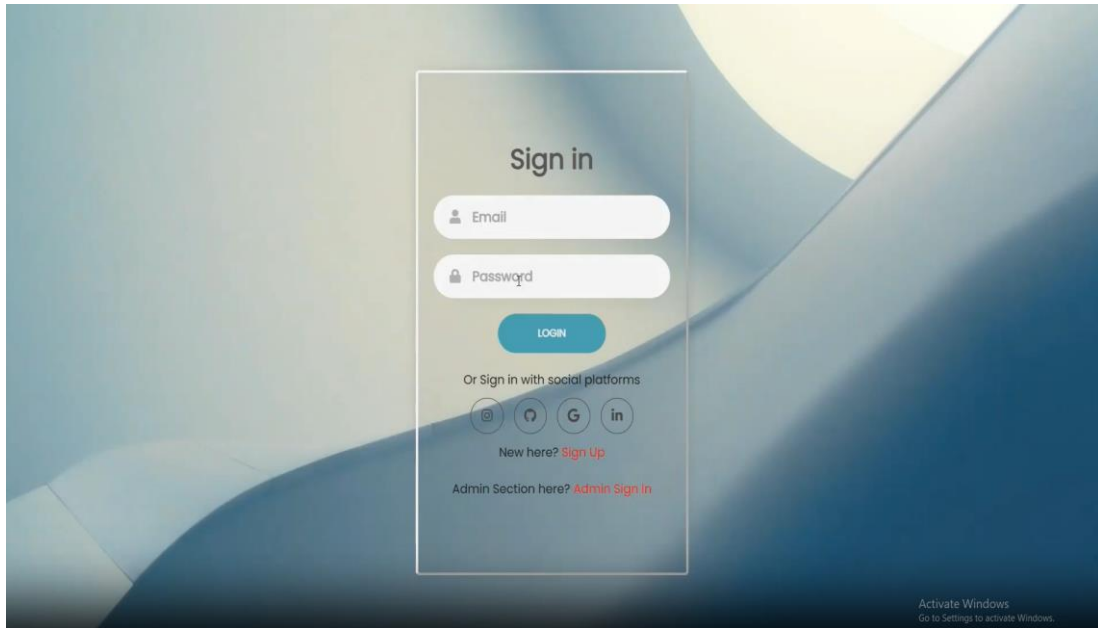 Sign in
Email
Password
LOGIN
Or Sign in with social platforms
G in
New here? Sign Up
Admin Section here? Admin Sign In
Activate Windows
Go to Settings to activate Windows.